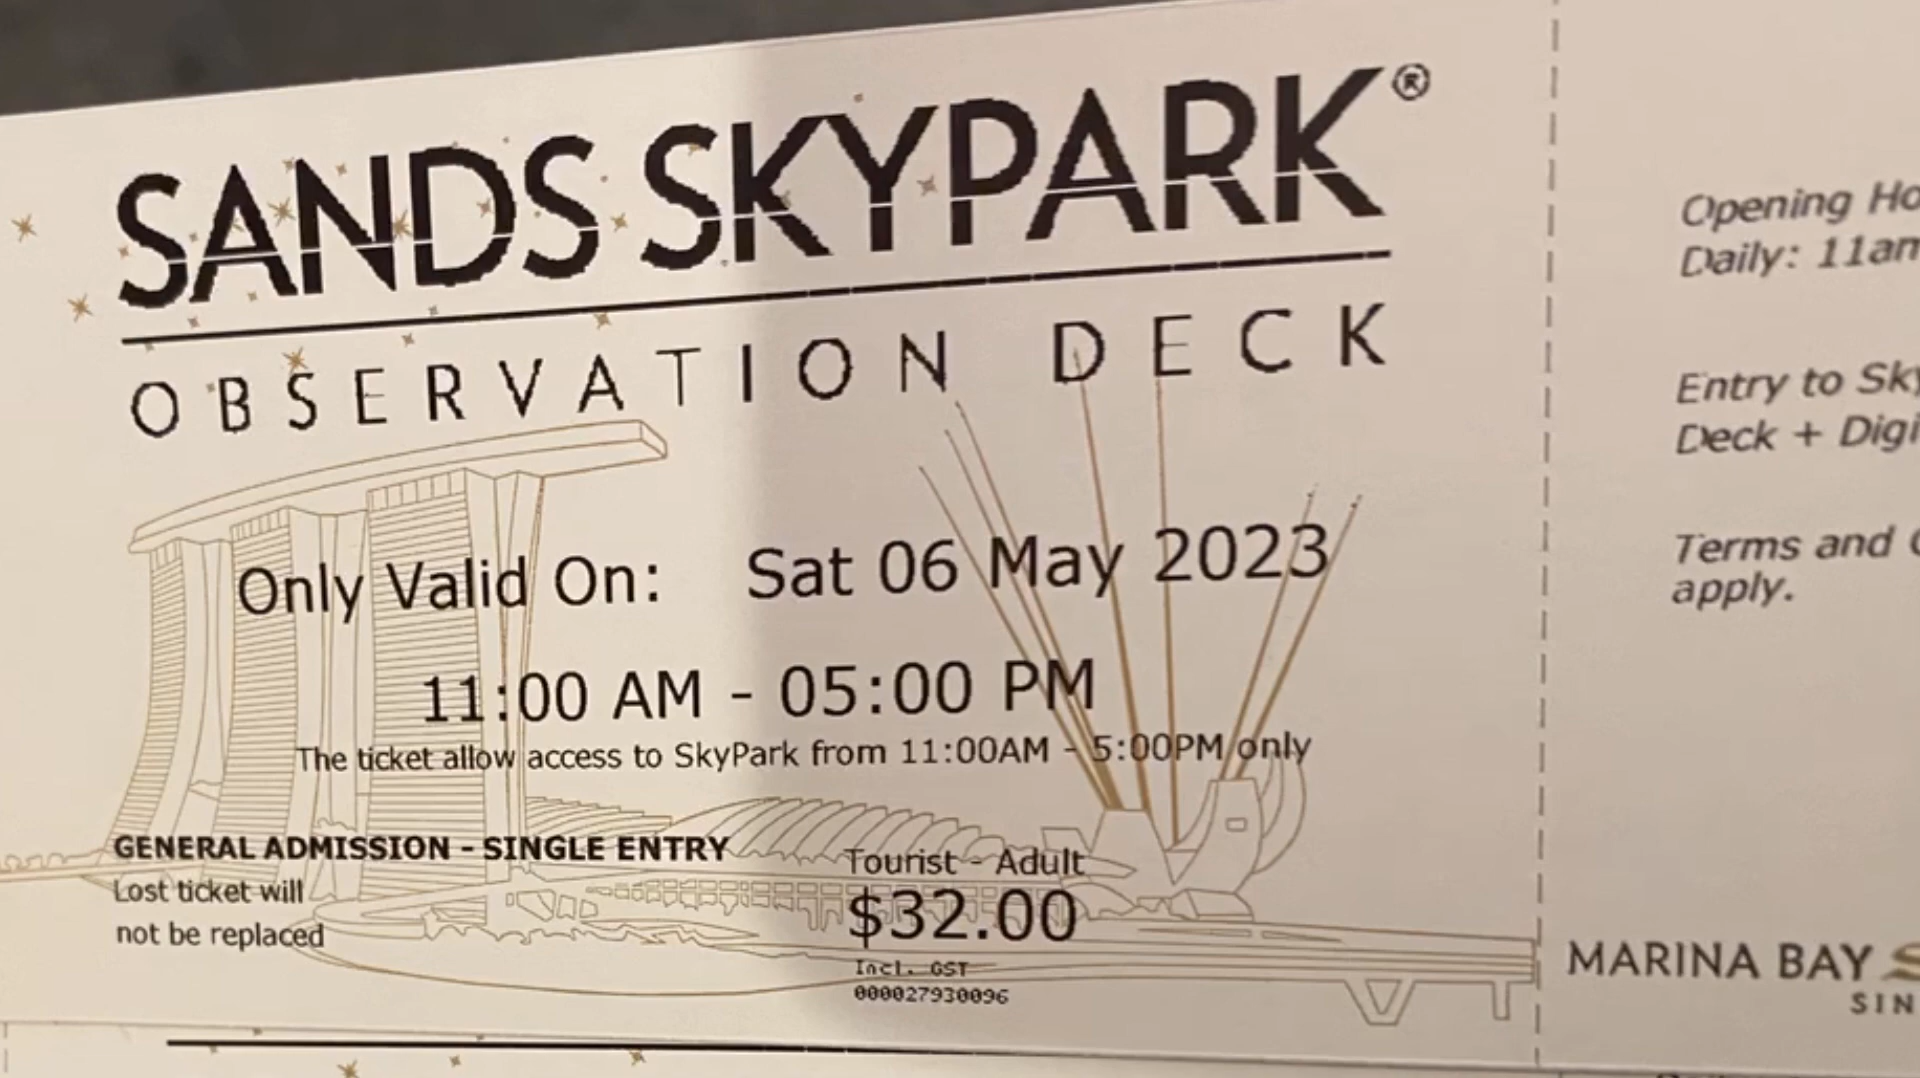 SANDS SKYPARK®
OBSERVATION DECK
Only Valid On: Sat 06 May 2023
11:00 AM - 05:00 PM
The ticket allow access to SkyPark from 11:00AM - 5:00PM only
GENERAL ADMISSION - SINGLE ENTRY
Lost ticket will
not be replaced
Tourist - Adult
$32.00
Incl. GST
000027930096
Opening
Daily: 11am
Entry to
Deck +
Terms and
apply.
MARINA BAY